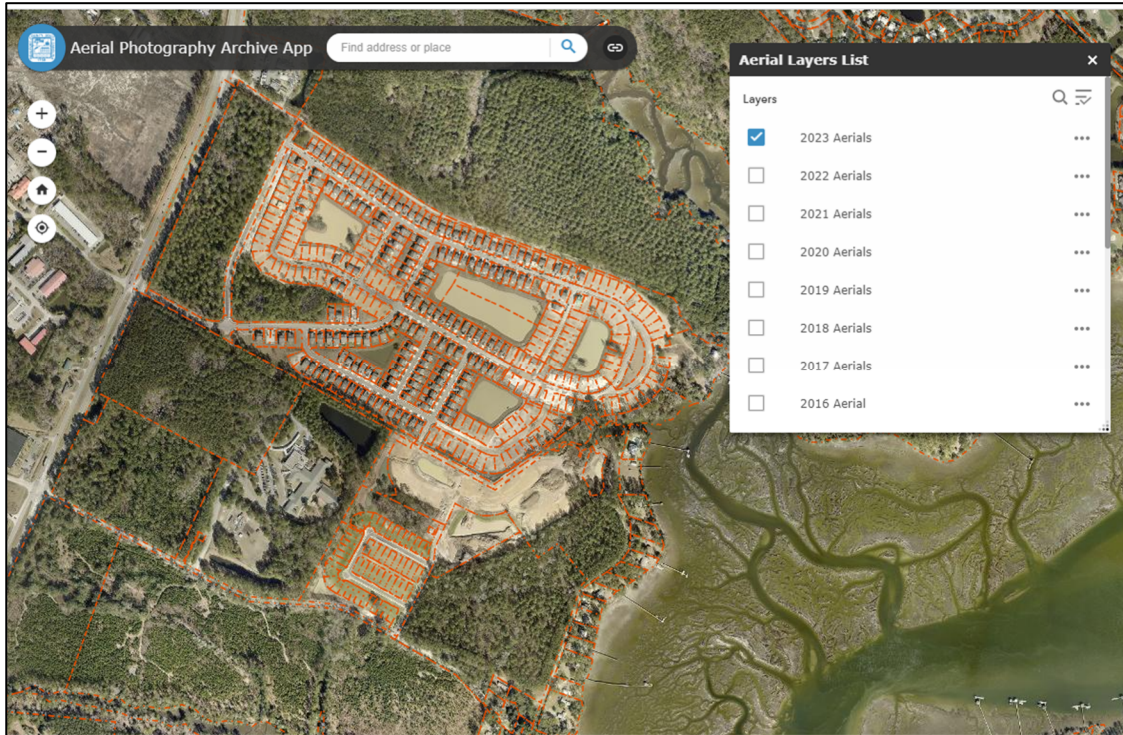 Aerial Photography Archive App
Find address or place
Aerial Layers List
Layers
2023 Aerials
2022 Aerials
2021 Aerials
2020 Aerials
2019 Aerials
2018 Aerials
2017 Aerials
2016 Aerial